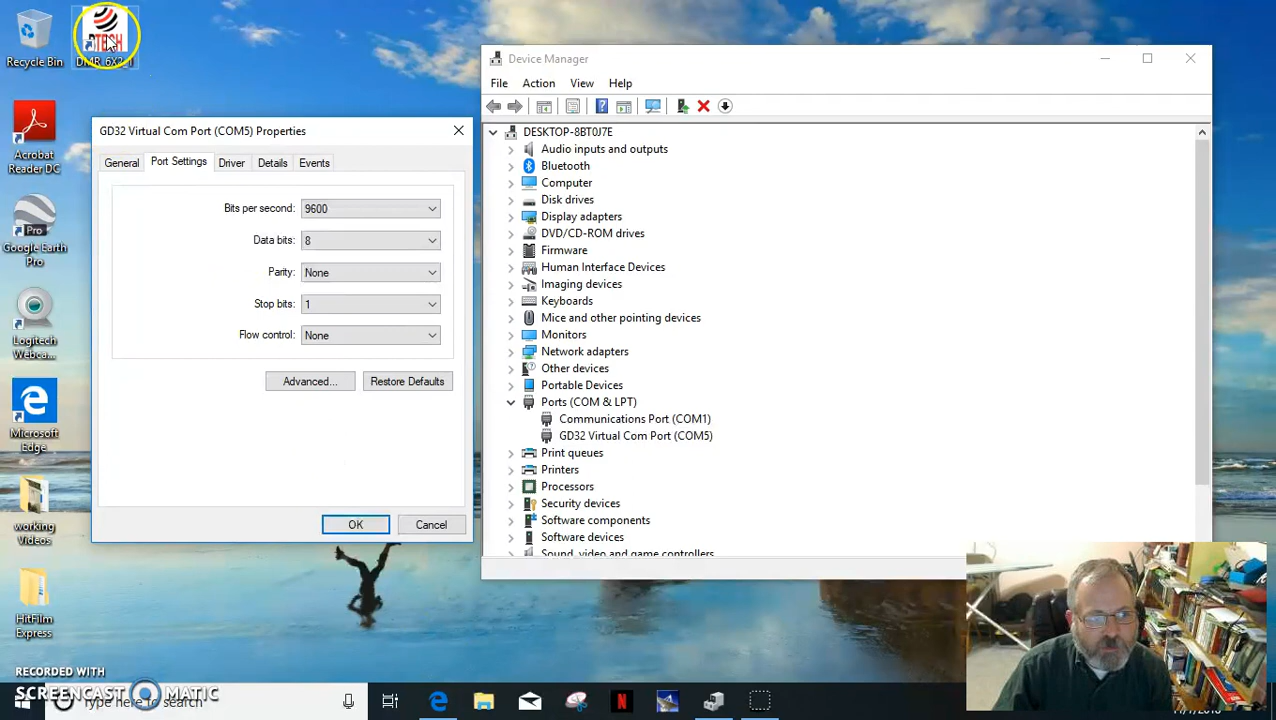 Recycle Bin
DMR_6X2_1
Acrobat
Reader DC
Pro
Google Earth
Pro
Logitech
Webca...
Microsoft
Edge
working
Videos
HitFilm
Express
GD32 Virtual Com Port (COM5) Properties
General
Port Settings
Driver
Details
Events
Bits per second:
9600
Data bits:
8
Parity:
None
Stop bits:
1
Flow control:
None
Advanced...
Restore Defaults
OK
Cancel
Device Manager
File
Action
View
Help
DESKTOP-8BT0J7E
Audio inputs and outputs
Bluetooth
Computer
Disk drives
Display adapters
DVD/CD-ROM drives
Firmware
Human Interface Devices
Imaging devices
Keyboards
Mice and other pointing devices
Monitors
Network adapters
Other devices
Portable Devices
Ports (COM & LPT)
Communications Port (COM1)
GD32 Virtual Com Port (COM5)
Print queues
Printers
Processors
Security devices
Software components
Software devices
Sound, video and game controllers
RECORDED WITH
SCREENCAST MATIC
Type here to search